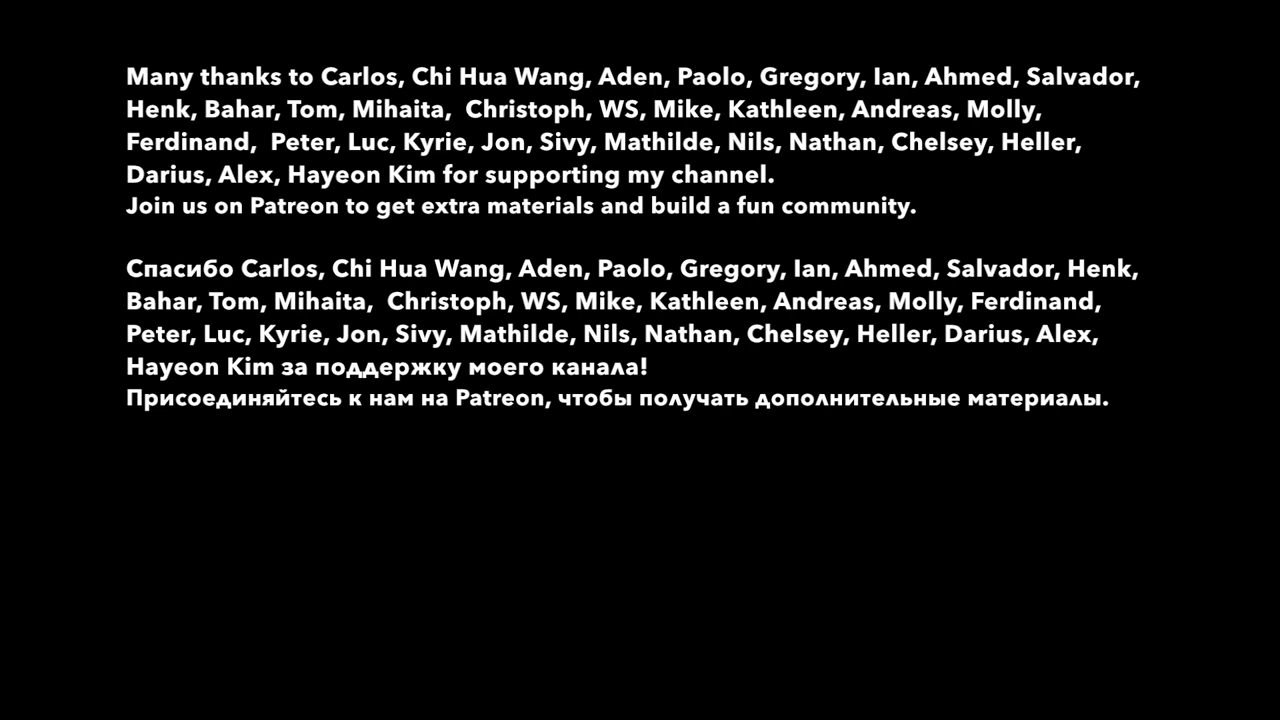 Many thanks to Carlos, Chi Hua Wang, Aden, Paolo, Gregory, Ian, Ahmed, Salvador,
Henk, Bahar, Tom, Mihaita,  Christoph, WS, Mike, Kathleen, Andreas, Molly,
Ferdinand,  Peter, Luc, Kyrie, Jon, Sivy, Mathilde, Nils, Nathan, Chelsey, Heller,
Darius, Alex, Hayeon Kim for supporting my channel.
Join us on Patreon to get extra materials and build a fun community.
Спасибо Carlos, Chi Hua Wang, Aden, Paolo, Gregory, Ian, Ahmed, Salvador, Henk,
Bahar, Tom, Mihaita,  Christoph, WS, Mike, Kathleen, Andreas, Molly, Ferdinand,
Peter, Luc, Kyrie, Jon, Sivy, Mathilde, Nils, Nathan, Chelsey, Heller, Darius, Alex,
Hayeon Kim за поддержку моего канала!
Присоединяйтесь к нам на Patreon, чтобы получать дополнительные материалы.